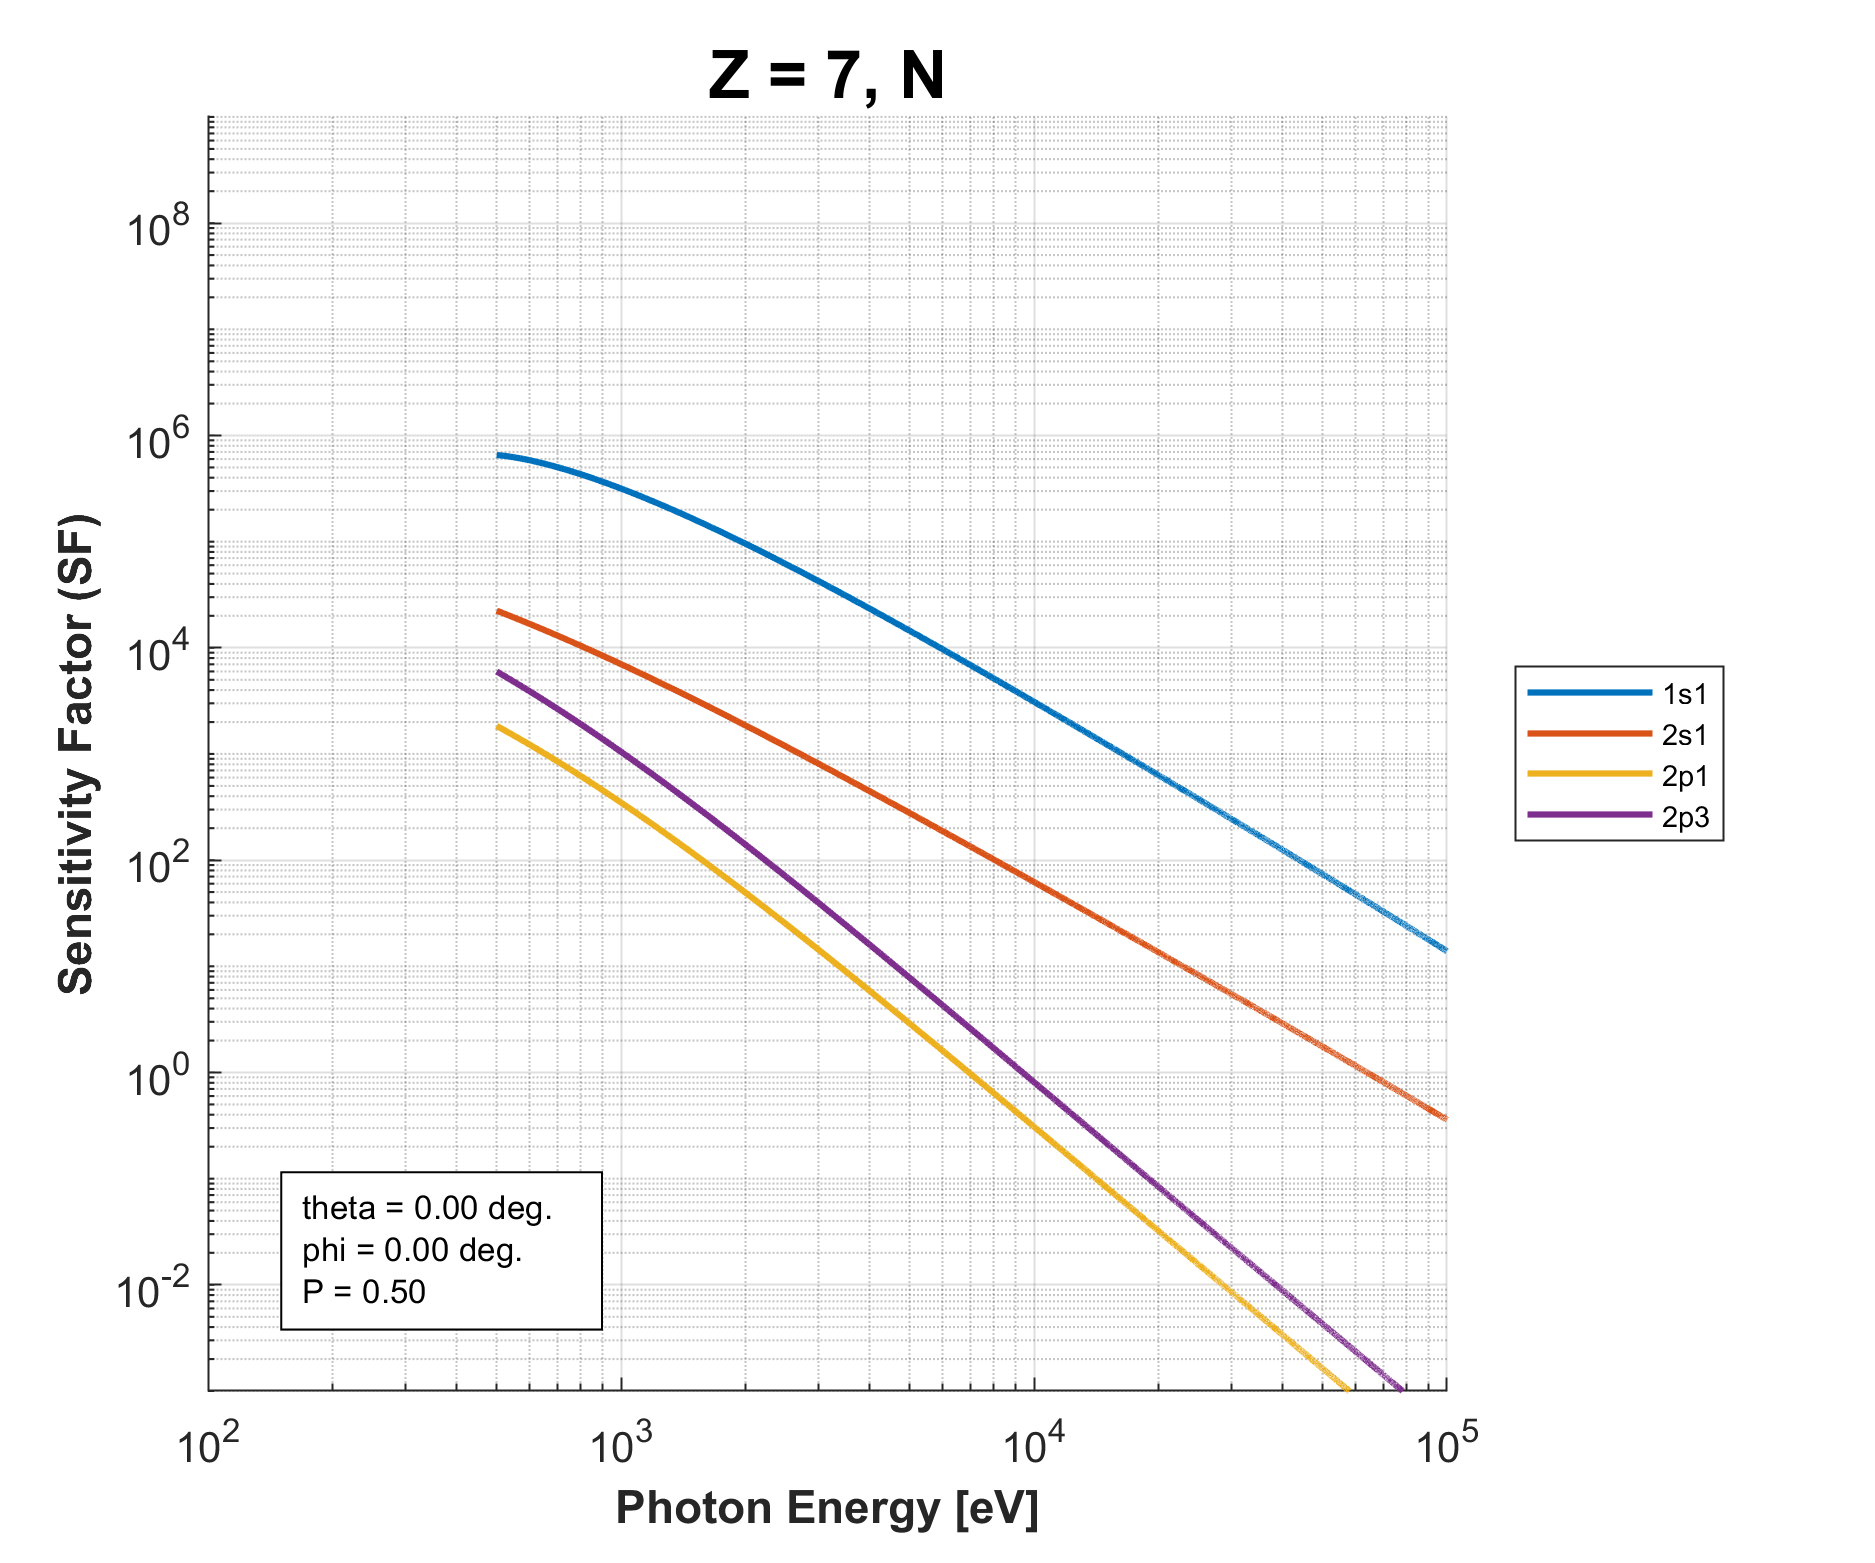 Z = 7, N
Sensitivity Factor (SF)
10^8
10^6
10^4
10^2
10^0
10^-2
theta = 0.00 deg.
phi = 0.00 deg.
P = 0.50
10^2 10^3 10^4 10^5
Photon Energy [eV]
1s1
2s1
2p1
2p3